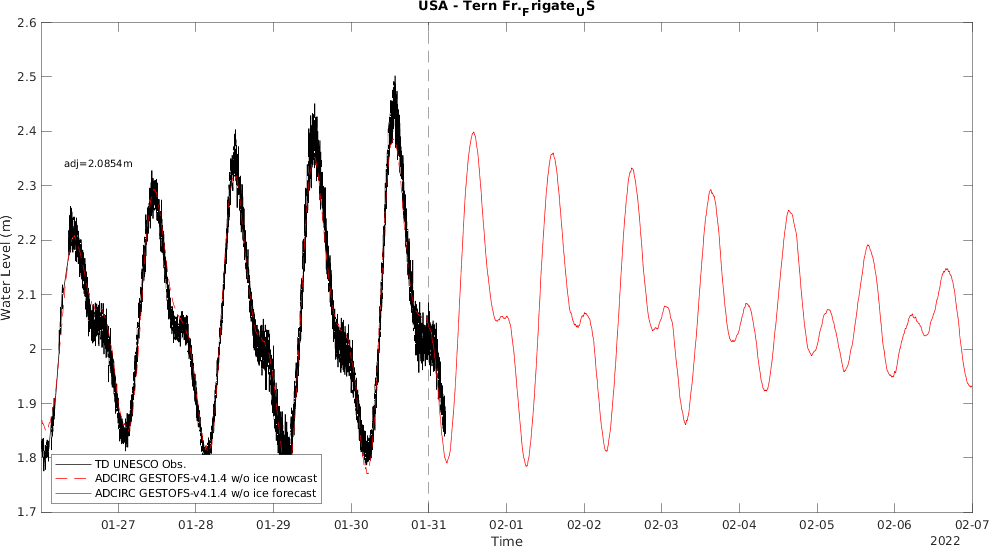 USA - Tern Fr.FrigateUS
2.6
2.5
2.4
2.3
2.2
2.1
2
1.9
1.8
1.7
Water Level (m)
adj=2.0854m
TD UNESCO Obs.
ADCIRC GESTOFS-v4.1.4 w/o ice nowcast
ADCIRC GESTOFS-v4.1.4 w/o ice forecast
01-27 01-28 01-29 01-30 01-31 02-01 02-02 02-03 02-04 02-05 02-06 02-07
Time
2022